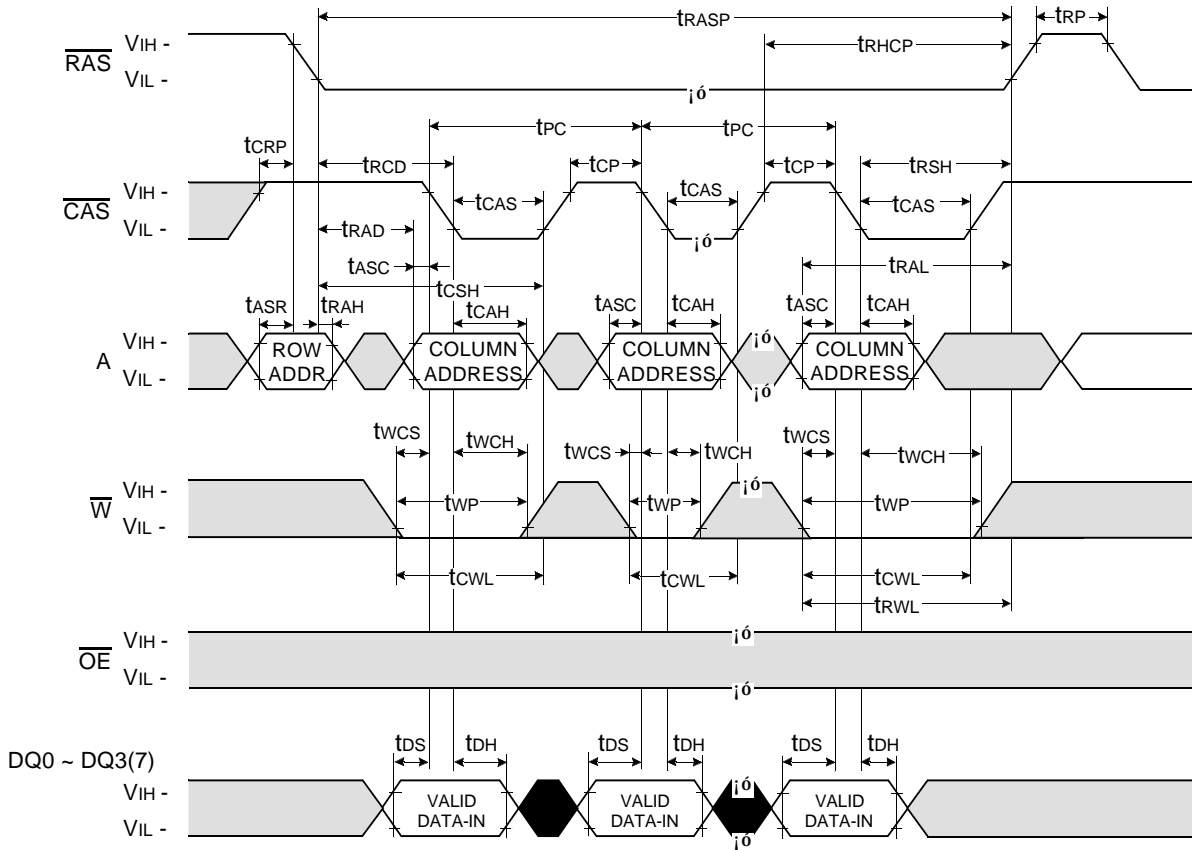 tRASP
tRP
tRHCP
VIH -
RAS
VIL -
¡ó
tPC
tPC
tCRP
tRCD
tCP
tCP
tRSH
VIH -
CAS
VIL -
tCAS
tCAS
tCAS
¡ó
tRAD
tASC
tRAL
tCSH
tASR
tRAH
tCAH
tASC
tCAH
tASC
tCAH
A
VIH -
VIL -
ROW
ADDR
COLUMN
ADDRESS
COLUMN
ADDRESS
¡ó
¡ó
COLUMN
ADDRESS
tWCS
tWCH
tWCS
tWCH
tWCS
tWCH
VIH -
W
VIL -
tWP
tWP
¡ó
tWP
tCWL
tCWL
tCWL
tRWL
VIH -
OE
VIL -
¡ó
¡ó
tDS
tDH
tDS
tDH
tDS
tDH
DQ0 ~ DQ3(7)
VIH -
VIL -
VALID
DATA-IN
VALID
DATA-IN
¡ó
¡ó
VALID
DATA-IN